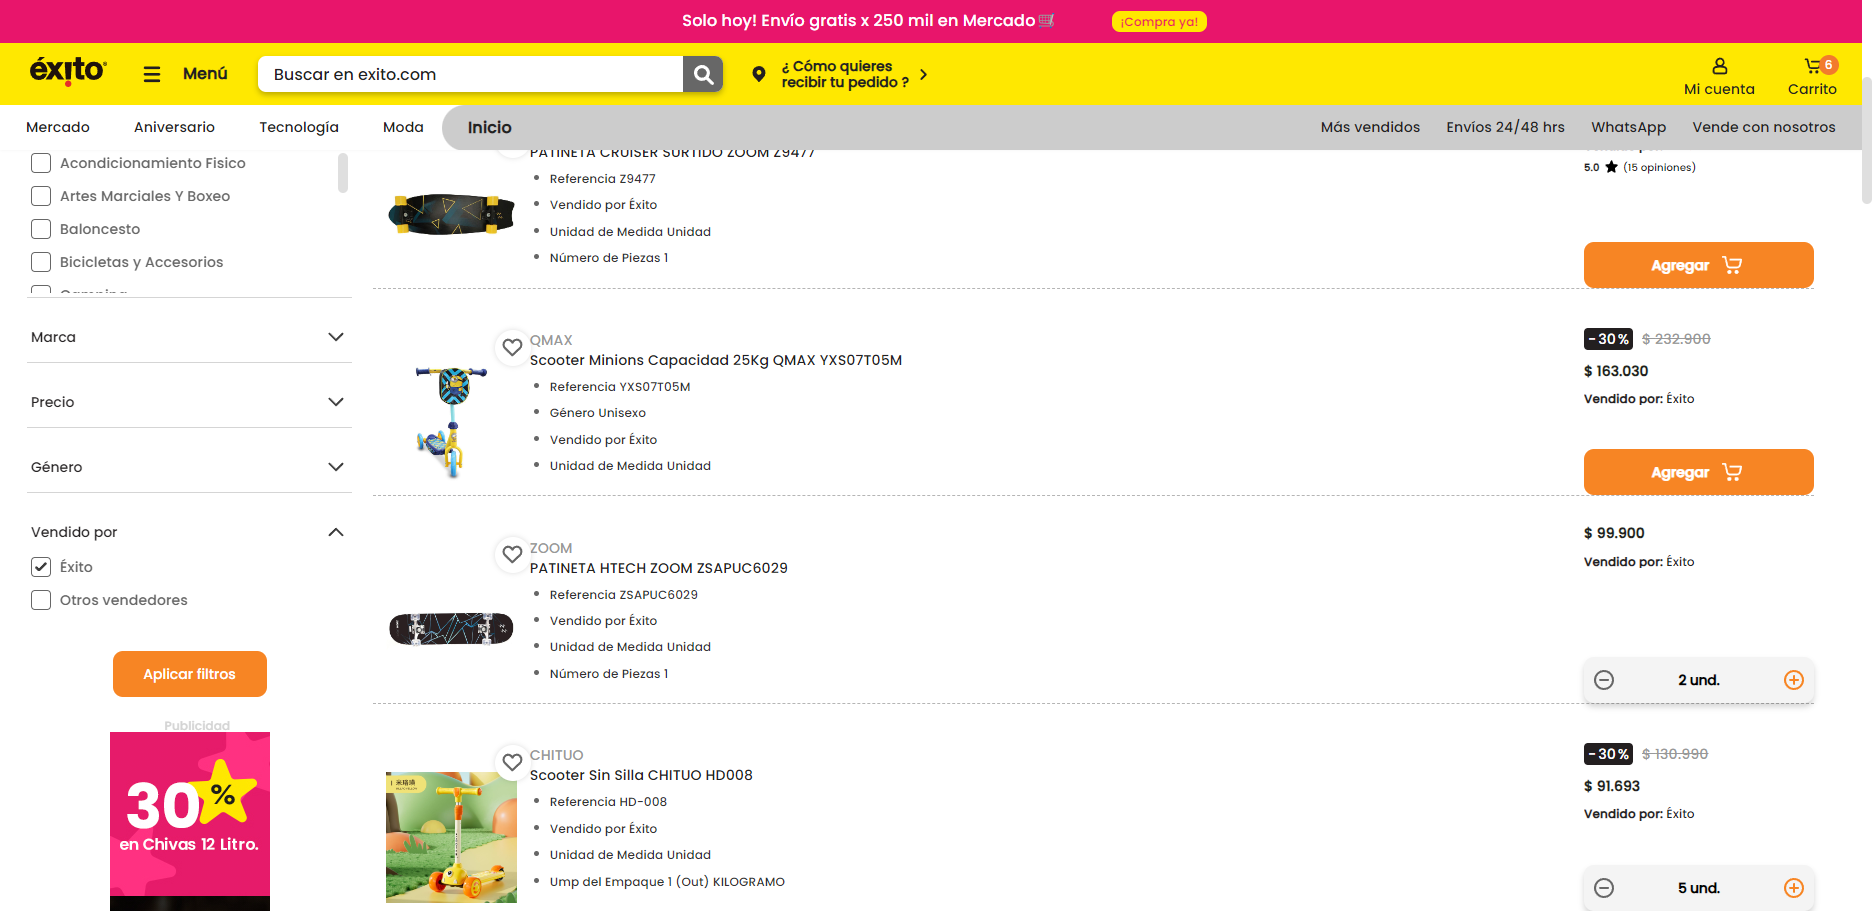 Solo hoy! Envío gratis x 250 mil en Mercado
¡Compra ya!
éxito
Menú
Buscar en exito.com
¿ Cómo quieres
recibir tu pedido ?
Mi cuenta
6
Carrito
Mercado
Aniversario
Tecnología
Moda
Inicio
Más vendidos
Envíos 24/48 hrs
WhatsApp
Vende con nosotros
Acondicionamiento Fisico
Artes Marciales Y Boxeo
Baloncesto
Bicicletas y Accesorios
Marca
Precio
Género
Vendido por
Éxito
Otros vendedores
Aplicar filtros
Publicidad
30%
en Chivas 12 Litro.
PATINETA CRUISER SURTIDO ZOOM Z9477
Referencia Z9477
Vendido por Éxito
Unidad de Medida Unidad
Número de Piezas 1
5.0 (15 opiniones)
Agregar
QMAX
Scooter Minions Capacidad 25Kg QMAX YXS07T05M
Referencia YXS07T05M
Género Unisexo
Vendido por Éxito
Unidad de Medida Unidad
-30% $ 232.900
$ 163.030
Vendido por: Éxito
Agregar
ZOOM
PATINETA HTECH ZOOM ZSAPUC6029
Referencia ZSAPUC6029
Vendido por Éxito
Unidad de Medida Unidad
Número de Piezas 1
$ 99.900
Vendido por: Éxito
2 und.
CHITUO
Scooter Sin Silla CHITUO HD008
Referencia HD-008
Vendido por Éxito
Unidad de Medida Unidad
Ump del Empaque 1 (Out) KILOGRAMO
-30% $ 130.990
$ 91.693
Vendido por: Éxito
5 und.